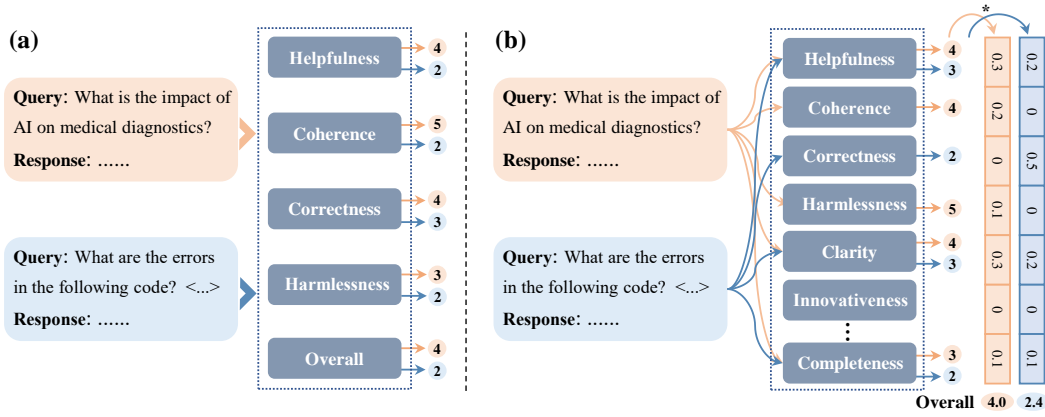 (a)
Query: What is the impact of
AI on medical diagnostics?
Response: ......
Query: What are the errors
in the following code? <...>
Response: ......
Helpfulness
4
2
Coherence
5
2
Correctness
4
3
Harmlessness
3
2
Overall
4
2
(b)
Query: What is the impact of
AI on medical diagnostics?
Response: ......
Query: What are the errors
in the following code? <...>
Response: ......
Helpfulness
4
3
Coherence
4
Correctness
2
Harmlessness
5
Clarity
4
3
Innovativeness
Completeness
3
2
*
0.3
0.2
0
0.1
0.3
0
0.1
0.2
0
0.5
0
0.2
0
0.1
Overall 4.0 2.4